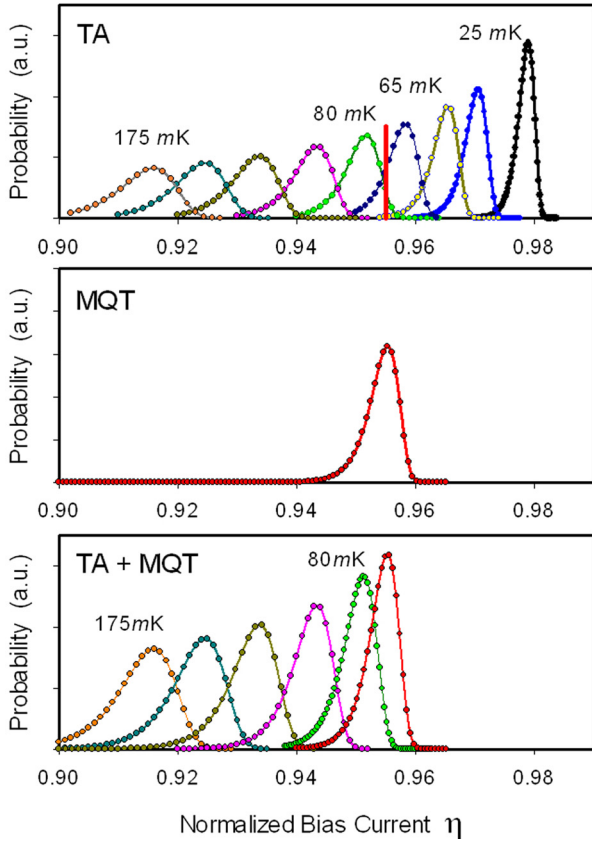 Probability (a.u.)
TA
25 mK
65 mK
80 mK
175 mK
0.90 0.92 0.94 0.96 0.98
Probability (a.u.)
MQT
0.90 0.92 0.94 0.96 0.98
Probability (a.u.)
TA + MQT
80mK
175mK
0.90 0.92 0.94 0.96 0.98
Normalized Bias Current η